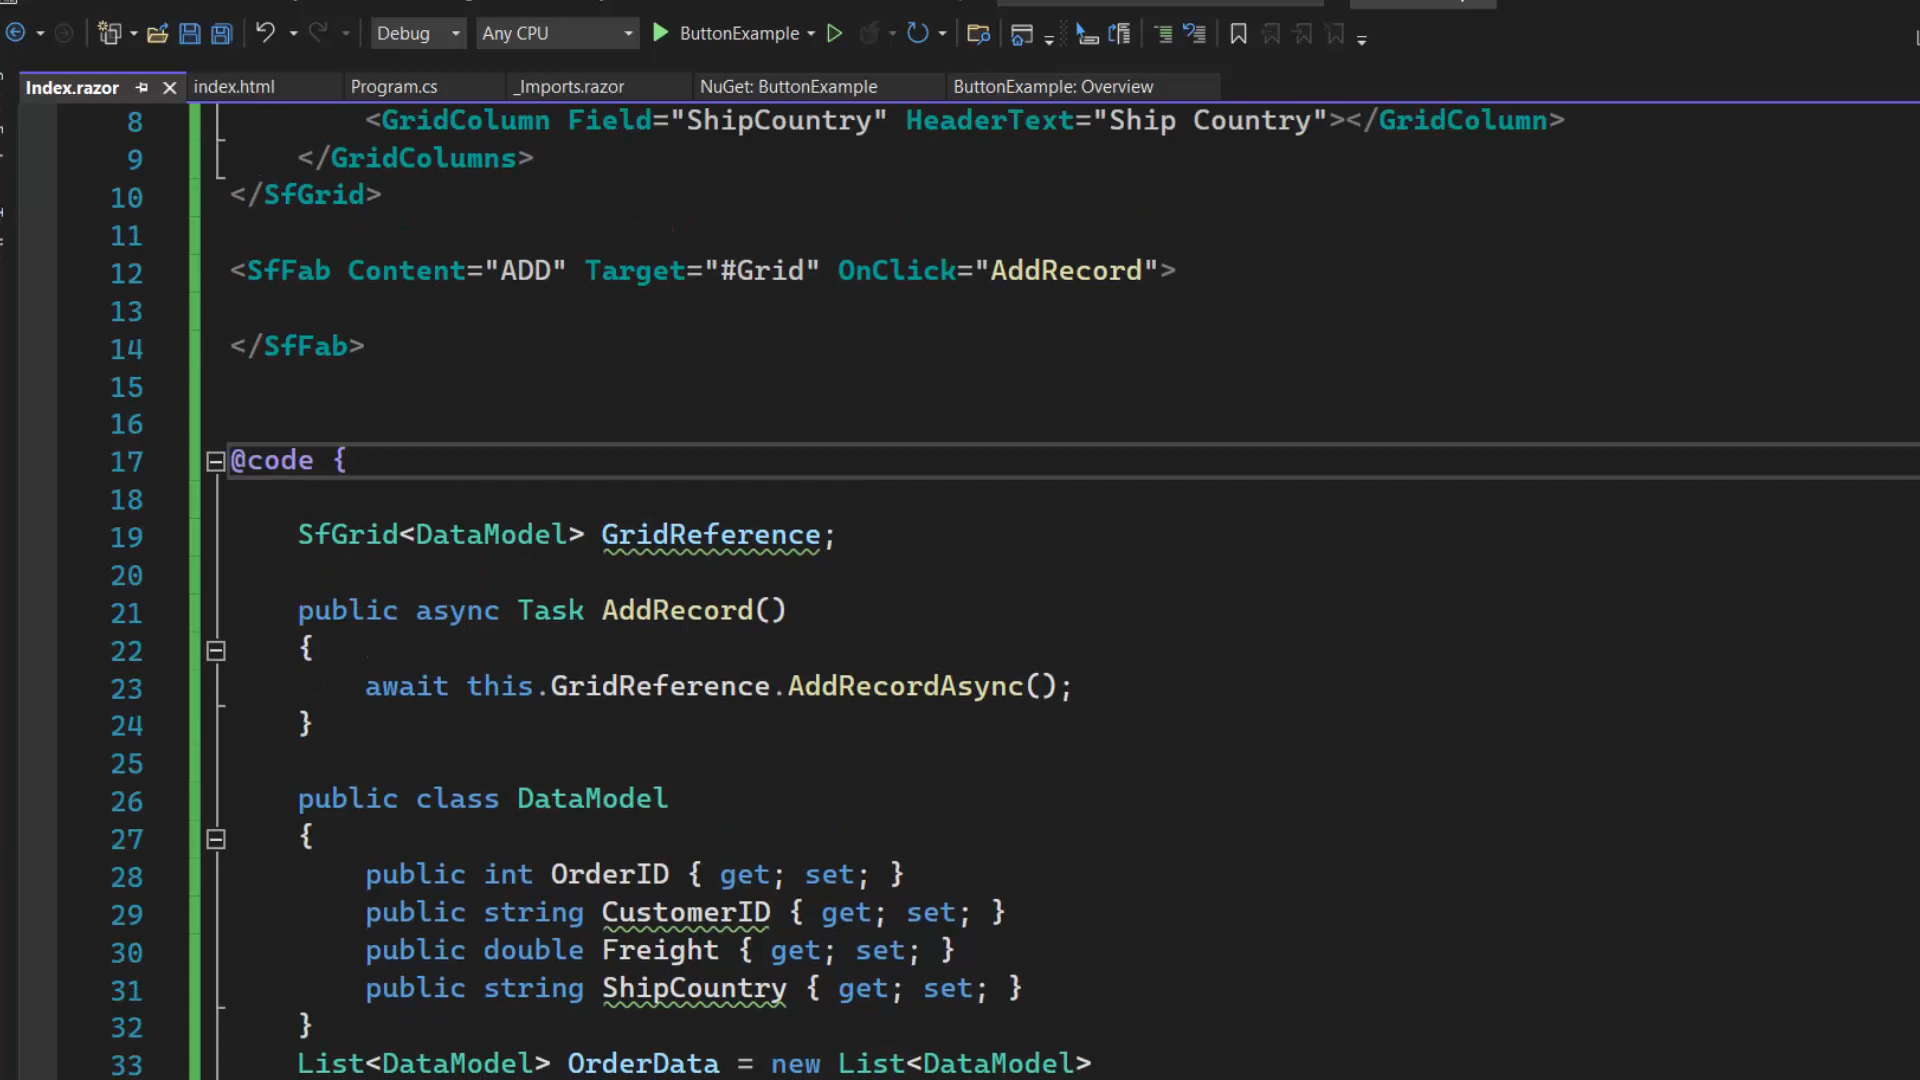 Debug Any CPU ButtonExample
Index.razor index.html Program.cs _Imports.razor NuGet: ButtonExample ButtonExample: Overview
8 <GridColumn Field="ShipCountry" HeaderText="Ship Country"></GridColumn>
9 </GridColumns>
10 </SfGrid>
11
12 <SfFab Content="ADD" Target="#Grid" OnClick="AddRecord">
13
14 </SfFab>
15
16
17 @code {
18
19 SfGrid<DataModel> GridReference;
20
21 public async Task AddRecord()
22 {
23 await this.GridReference.AddRecordAsync();
24 }
25
26 public class DataModel
27 {
28 public int OrderID { get; set; }
29 public string CustomerID { get; set; }
30 public double Freight { get; set; }
31 public string ShipCountry { get; set; }
32 }
33 List<DataModel> OrderData = new List<DataModel>